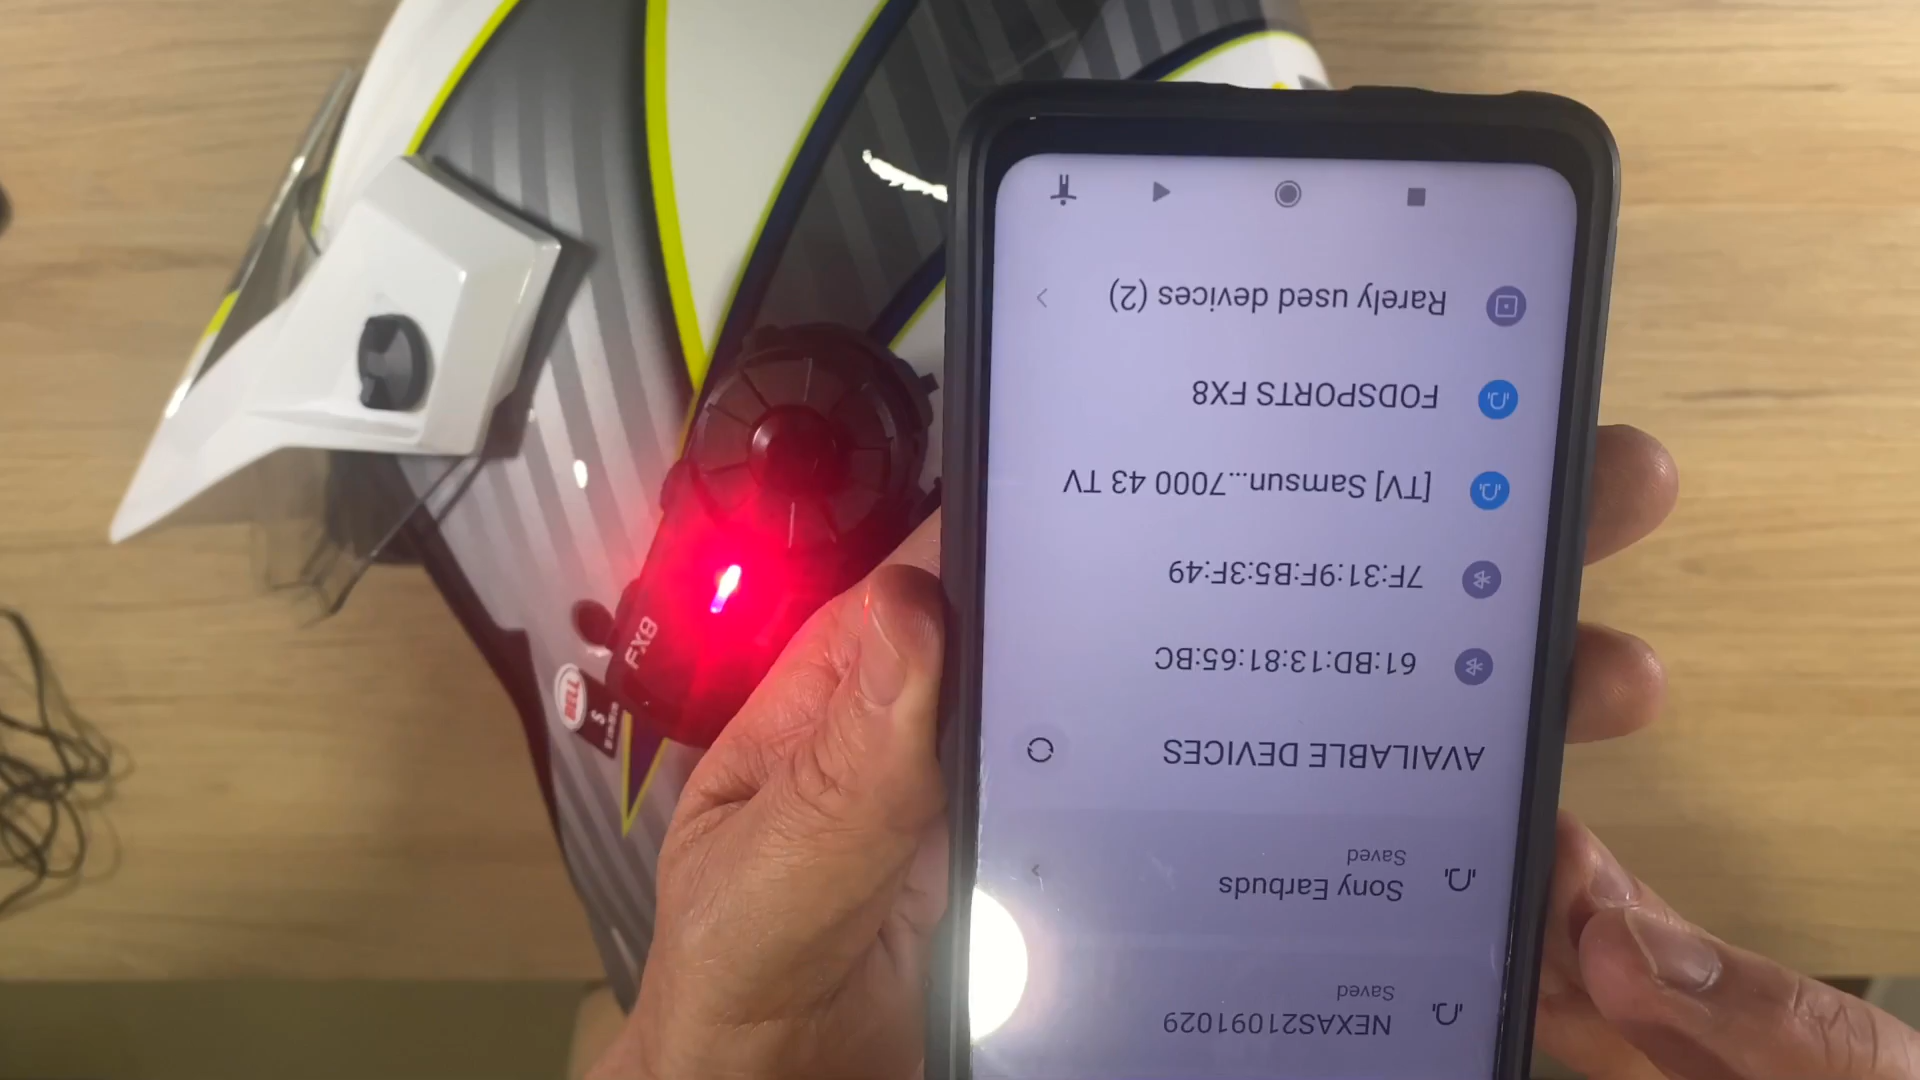 NEXAS21091029
Saved
Sony Earbuds
Saved
AVAILABLE DEVICES
61:BD:13:81:65:BC
7F:31:9F:B5:3F:49
[TV] Samsun...7000 43 TV
FODSPORTS FX8
Rarely used devices (2)
FX8
BELL
S